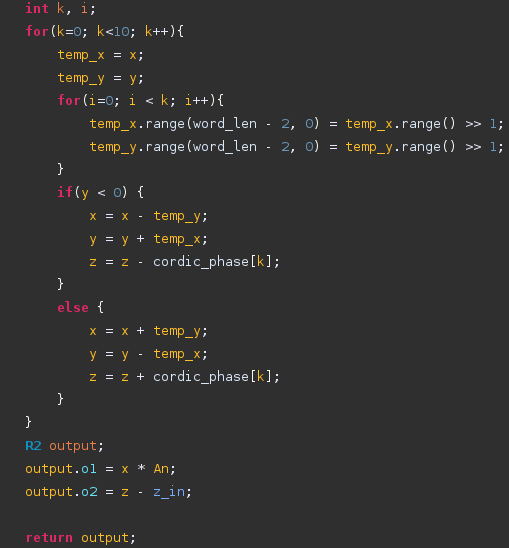 int k, i;
for(k=0; k<10; k++){
    temp_x = x;
    temp_y = y;
    for(i=0; i < k; i++){
        temp_x.range(word_len - 2, 0) = temp_x.range() >> 1;
        temp_y.range(word_len - 2, 0) = temp_y.range() >> 1;
    }
    if(y < 0) {
        x = x - temp_y;
        y = y + temp_x;
        z = z - cordic_phase[k];
    }
    else {
        x = x + temp_y;
        y = y - temp_x;
        z = z + cordic_phase[k];
    }
}
R2 output;
output.o1 = x * An;
output.o2 = z - z_in;

return output;